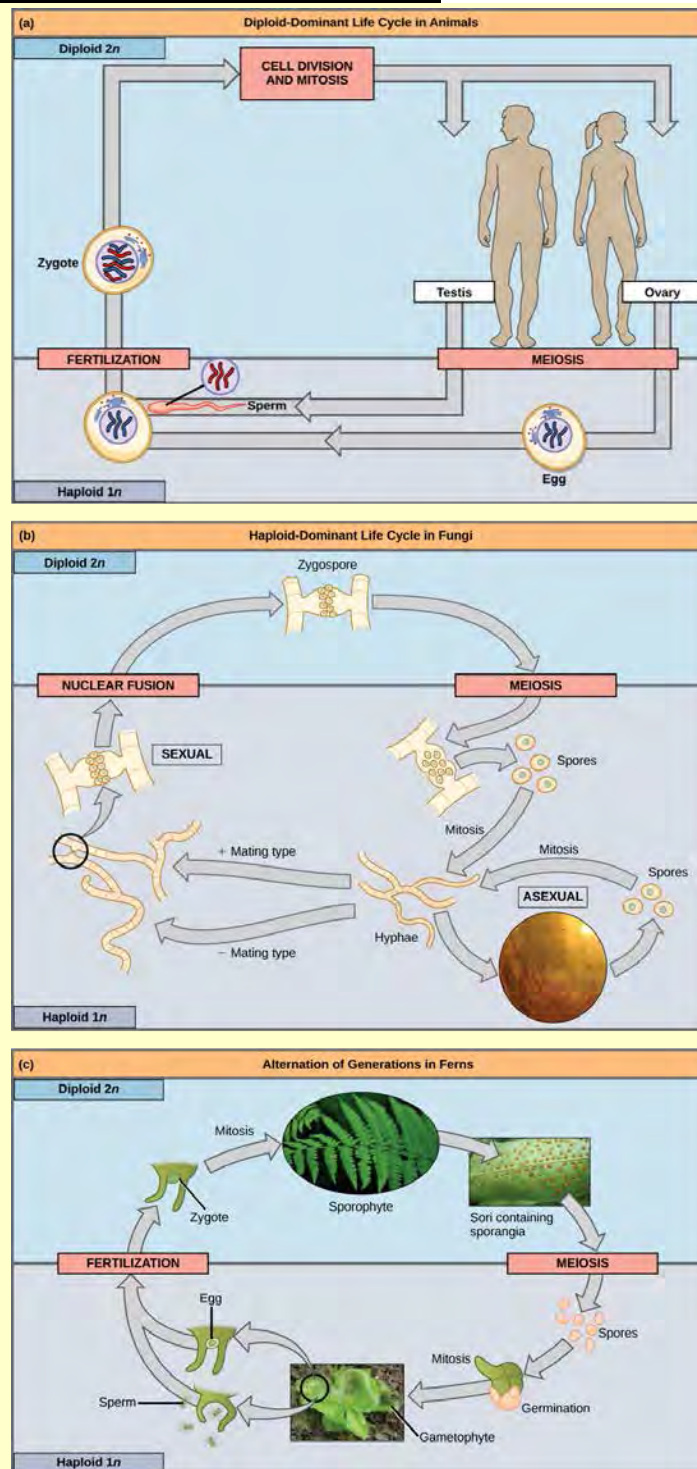 (a) Diploid-Dominant Life Cycle in Animals
Diploid 2n
CELL DIVISION
AND MITOSIS
Zygote
Testis
Ovary
FERTILIZATION
MEIOSIS
Sperm
Egg
Haploid 1n
(b) Haploid-Dominant Life Cycle in Fungi
Diploid 2n
Zygospore
NUCLEAR FUSION
MEIOSIS
SEXUAL
Spores
Mitosis
Mitosis
+ Mating type
Spores
ASEXUAL
Hyphae
− Mating type
Haploid 1n
(c) Alternation of Generations in Ferns
Diploid 2n
Mitosis
Zygote
Sporophyte
Sori containing
sporangia
FERTILIZATION
MEIOSIS
Egg
Spores
Mitosis
Sperm
Germination
Gametophyte
Haploid 1n